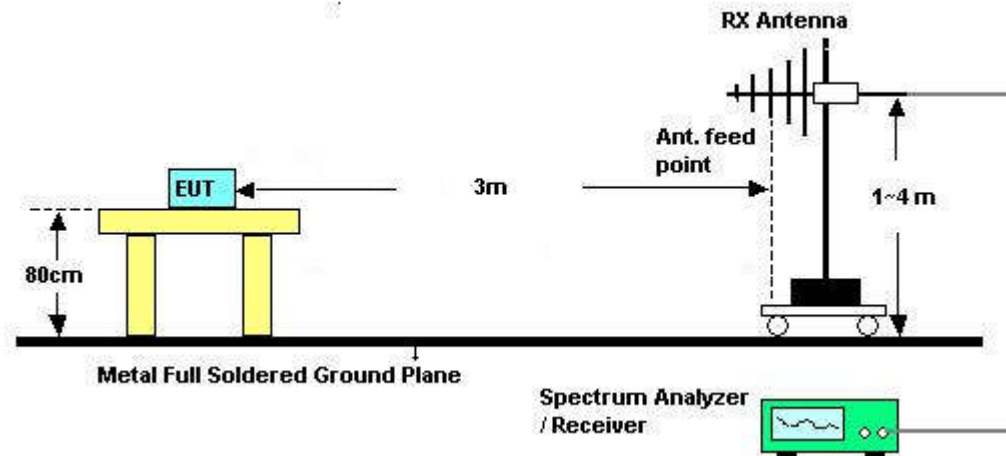 RX Antenna
Ant. feed
point
EUT
3m
1~4 m
80cm
Metal Full Soldered Ground Plane
Spectrum Analyzer
/ Receiver